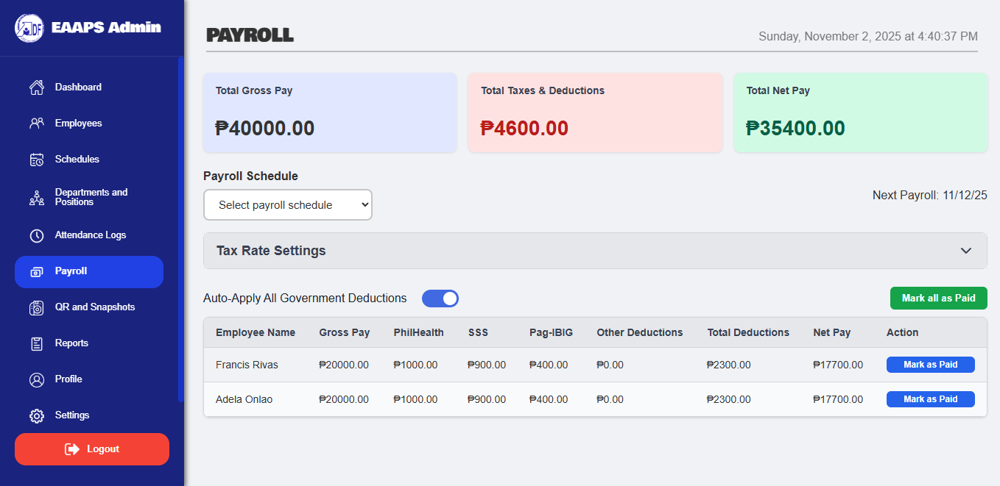 EAAPS Admin
Dashboard
Employees
Schedules
Departments and
Positions
Attendance Logs
Payroll
QR and Snapshots
Reports
Profile
Settings
Logout
PAYROLL
Sunday, November 2, 2025 at 4:40:37 PM
Total Gross Pay
₱40000.00
Total Taxes & Deductions
₱4600.00
Total Net Pay
₱35400.00
Payroll Schedule
Select payroll schedule
Next Payroll: 11/12/25
Tax Rate Settings
Auto-Apply All Government Deductions
Mark all as Paid
Employee Name Gross Pay PhilHealth SSS Pag-IBIG Other Deductions Total Deductions Net Pay Action
Francis Rivas ₱20000.00 ₱1000.00 ₱900.00 ₱400.00 ₱0.00 ₱2300.00 ₱17700.00 Mark as Paid
Adela Onlao ₱20000.00 ₱1000.00 ₱900.00 ₱400.00 ₱0.00 ₱2300.00 ₱17700.00 Mark as Paid